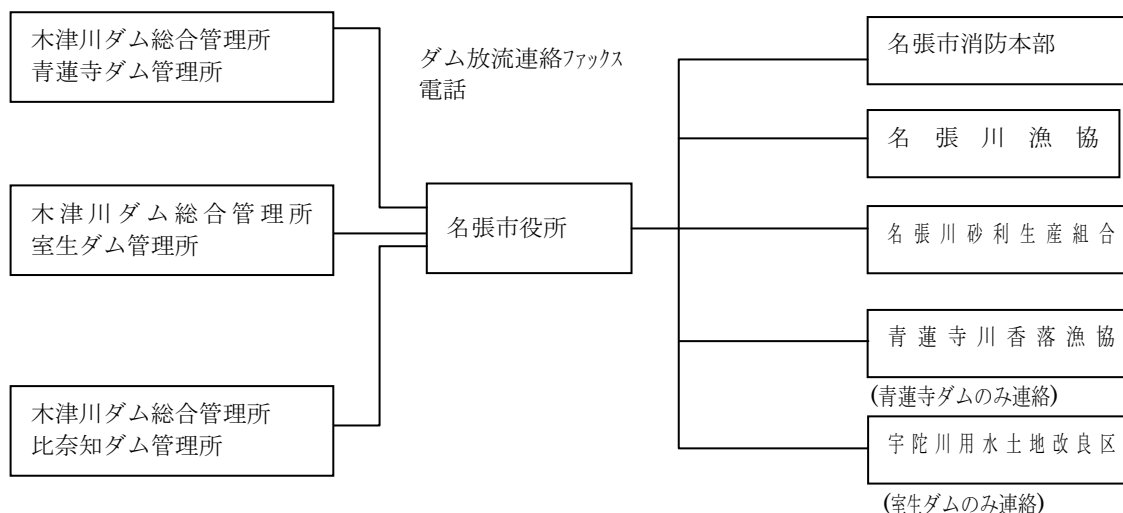 木津川ダム総合管理所
青蓮寺ダム管理所
ダム放流連絡ファックス
電話
木津川ダム総合管理所
室生ダム管理所
木津川ダム総合管理所
比奈知ダム管理所
名張市役所
名張市消防本部
名張川漁協
名張川砂利生産組合
青蓮寺川香落漁協
(青蓮寺ダムのみ連絡)
宇陀川用水土地改良区
(室生ダムのみ連絡)